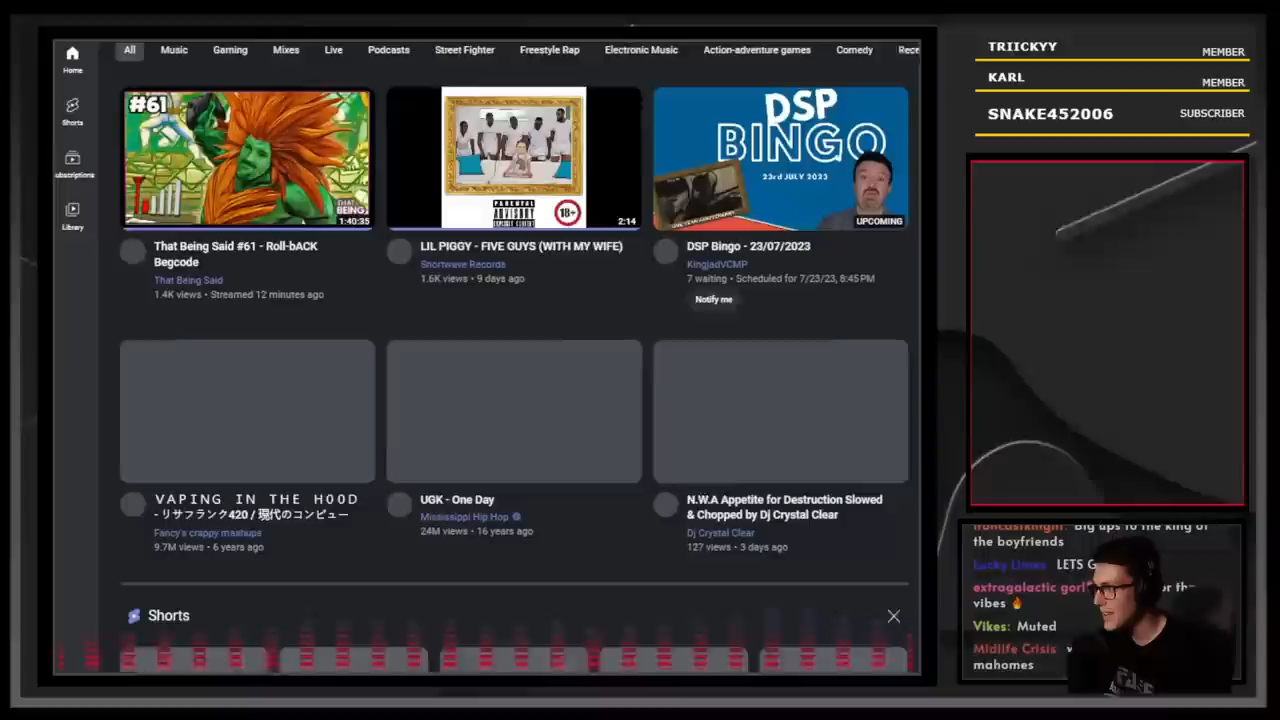 All Music Gaming Mixes Live Podcasts Street Fighter Freestyle Rap Electronic Music Action-adventure games Comedy Rece
Home
Shorts
ubscriptions
Library
#61
THAT
BEING
1:40:35
That Being Said #61 - Roll-bACK
Begcode
That Being Said
1.4K views • Streamed 12 minutes ago
PARENTAL
ADVISORY
EXPLICIT CONTENT
18+
2:14
LIL PIGGY - FIVE GUYS (WITH MY WIFE)
Snortwave Records
1.6K views • 9 days ago
DSP
BINGO
23rd JULY 2023
UPCOMING
DSP Bingo - 23/07/2023
KingjadVCMP
7 waiting • Scheduled for 7/23/23, 8:45 PM
Notify me
ＶＡＰＩＮＧ ＩＮ ＴＨＥ ＨＯＯＤ
- リサフランク420 / 現代のコンピュー
Fancy's crappy mashups
9.7M views • 6 years ago
UGK - One Day
Mississippi Hip Hop
24M views • 16 years ago
N.W.A Appetite for Destruction Slowed
& Chopped by Dj Crystal Clear
Dj Crystal Clear
127 views • 3 days ago
Shorts
TRIICKYY MEMBER
KARL MEMBER
SNAKE452006 SUBSCRIBER
ironcastknight: Big ups to the king of
the boyfriends
Lucky Limes LETS G
extragalactic gorl or th
vibes 🔥
Vikes: Muted
Midlife Crisis
mahomes